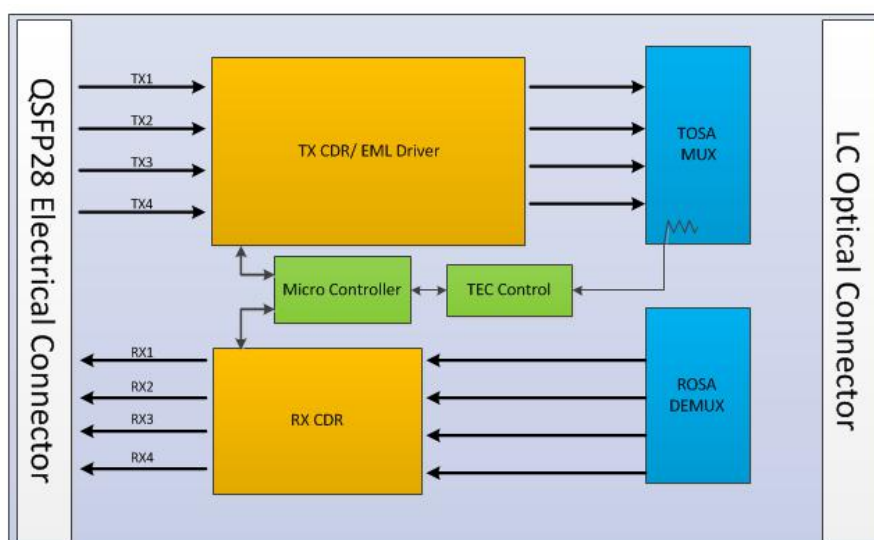 QSFP28 Electrical Connector
TX1
TX2
TX3
TX4
TX CDR/ EML Driver
TOSA
MUX
LC Optical Connector
Micro Controller
TEC Control
RX1
RX2
RX3
RX4
RX CDR
ROSA
DEMUX